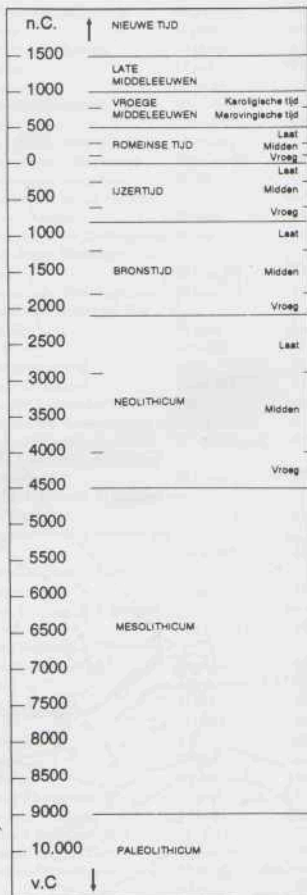 n.C. NIEUWE TIJD
1500
LATE
MIDDELEEUWEN
1000
VROEGE Karoligische tijd
MIDDELEEUWEN Merovingische tijd
500
Laat
ROMEINSE TIJD Midden
Vroeg
0
Laat
500 IJZERTIJD Midden
Vroeg
1000 Laat
1500 BRONSTIJD Midden
2000 Vroeg
2500 Laat
3000
NEOLITHICUM
3500 Midden
4000
Vroeg
4500
5000
5500
6000
MESOLITHICUM
6500
7000
7500
8000
8500
9000
10.000 PALEOLITHICUM
v.C